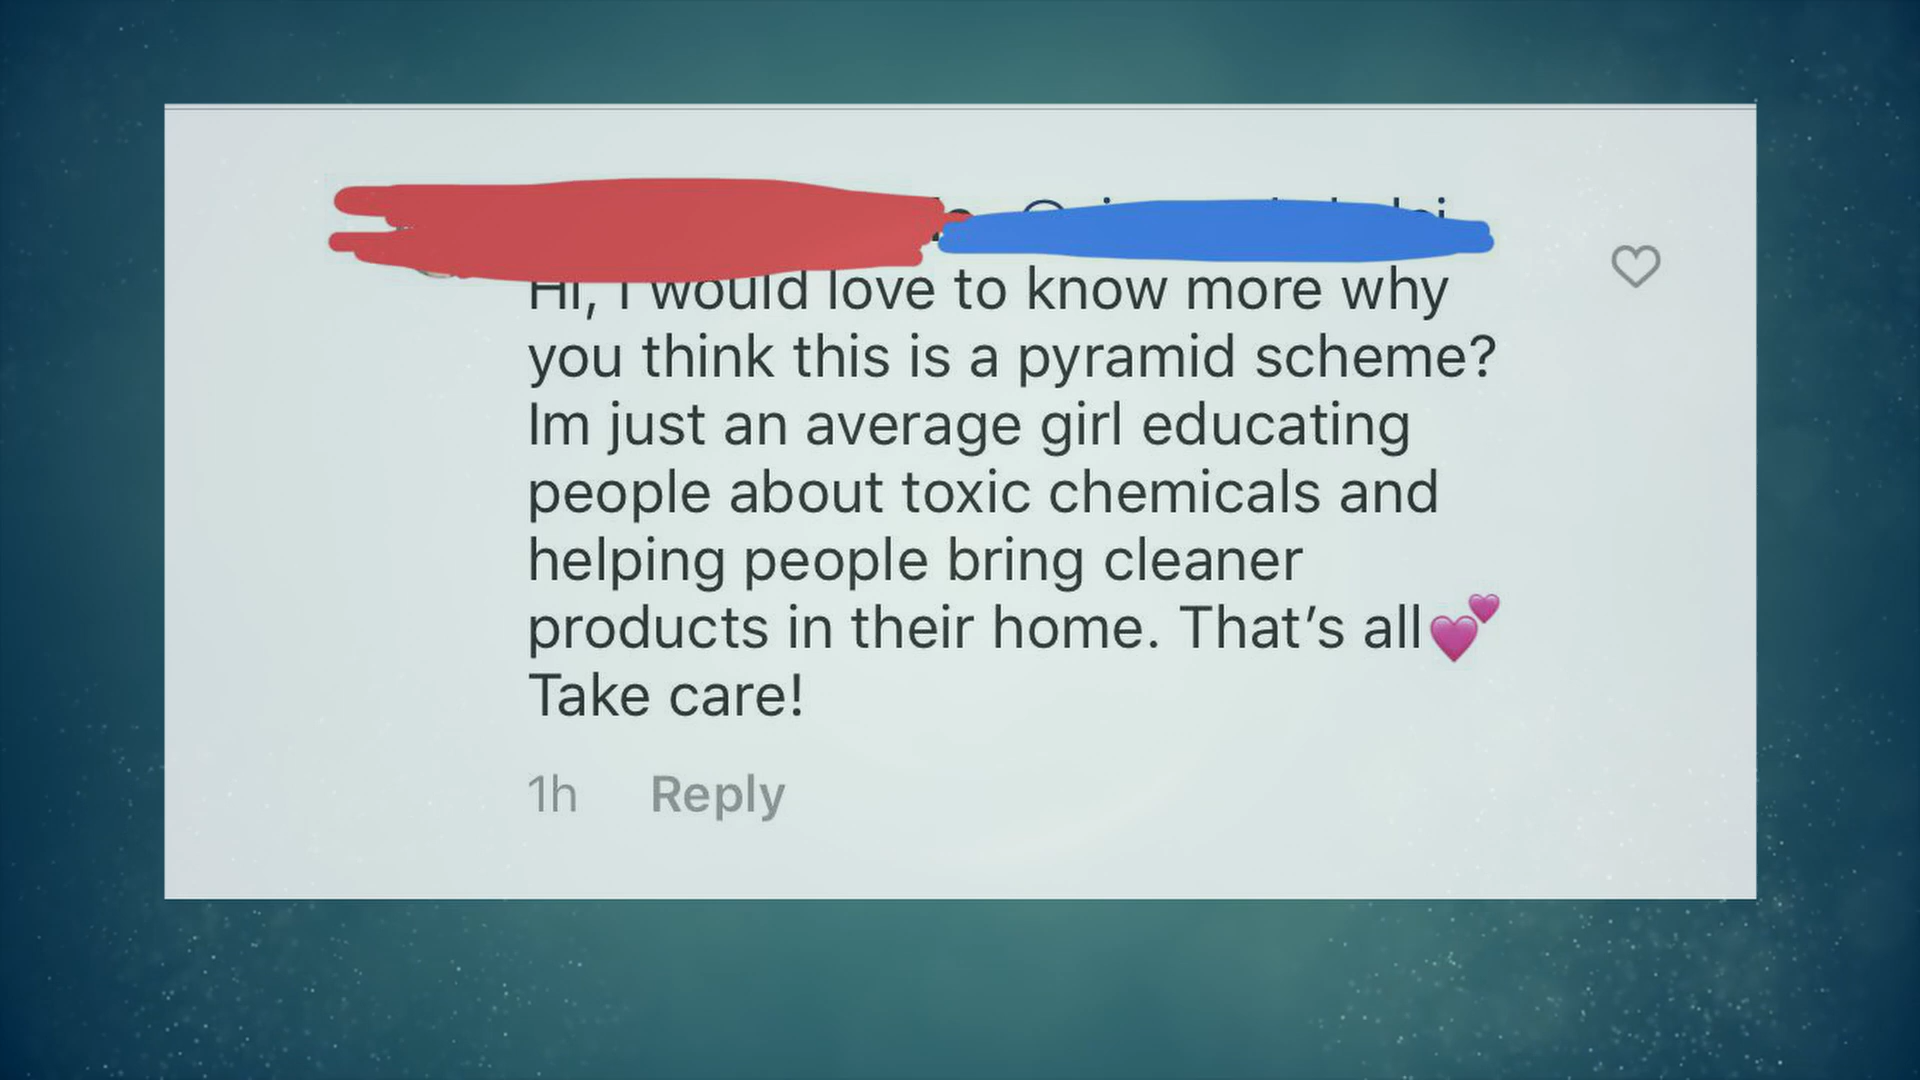 Hi, I would love to know more why
you think this is a pyramid scheme?
Im just an average girl educating
people about toxic chemicals and
helping people bring cleaner
products in their home. That’s all💕
Take care!
1h Reply